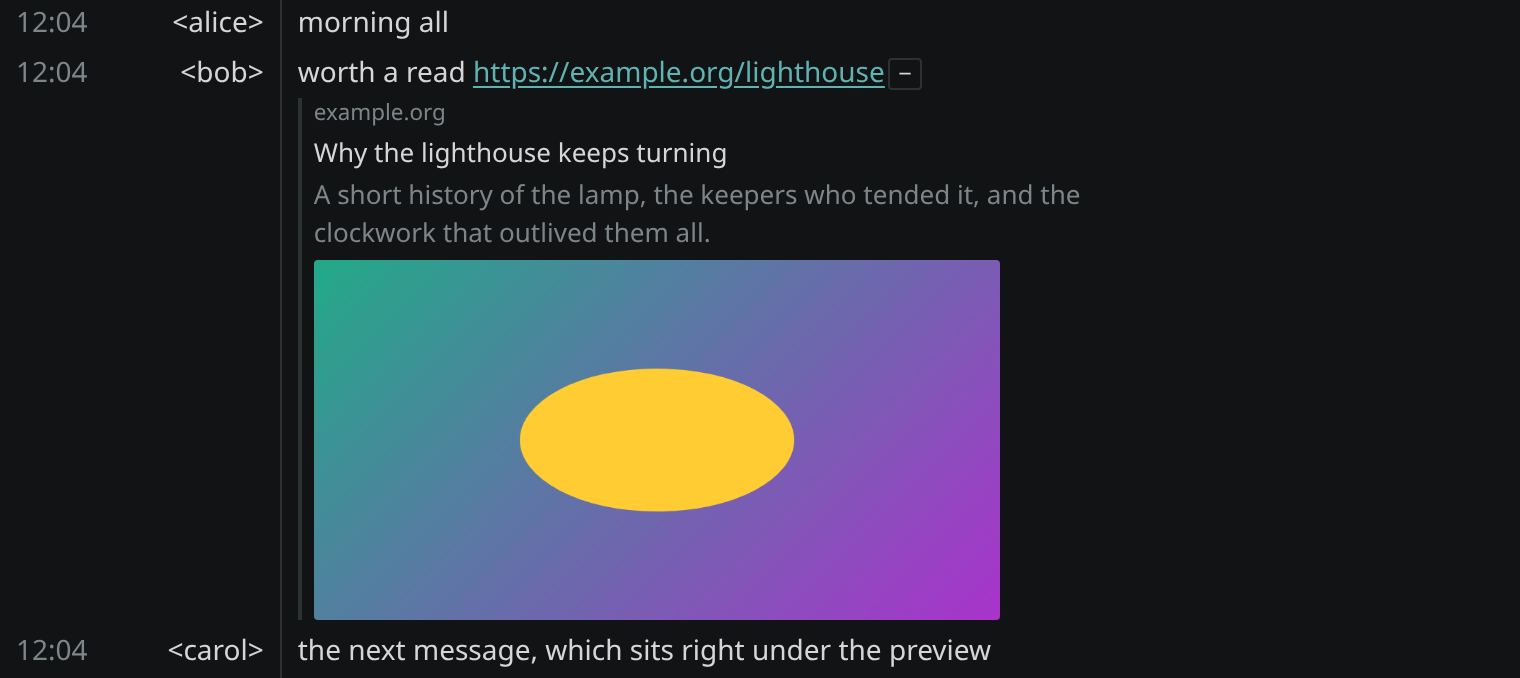 12:04 <alice> morning all
12:04 <bob> worth a read https://example.org/lighthouse –
example.org
Why the lighthouse keeps turning
A short history of the lamp, the keepers who tended it, and the
clockwork that outlived them all.
12:04 <carol> the next message, which sits right under the preview